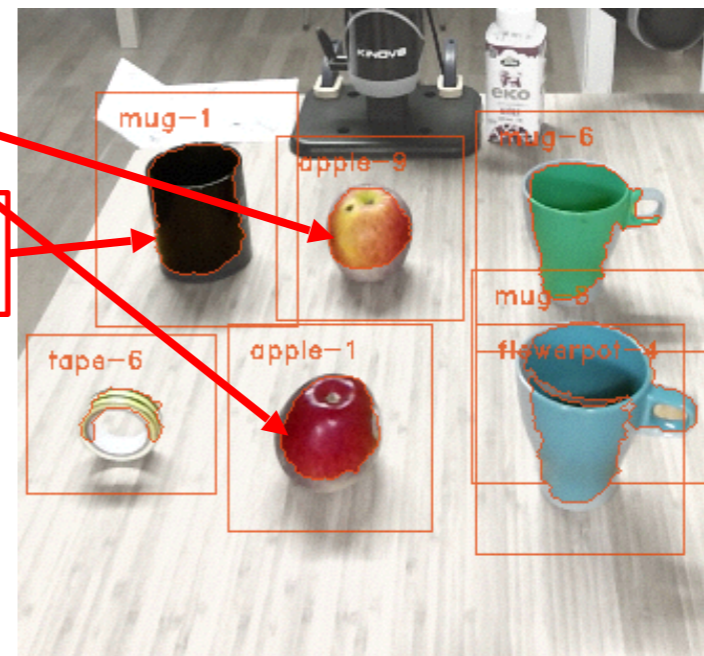 KINOVA
eko
mug-1
mug-6
apple-9
mug-8
flowerpot-4
tape-6
apple-1